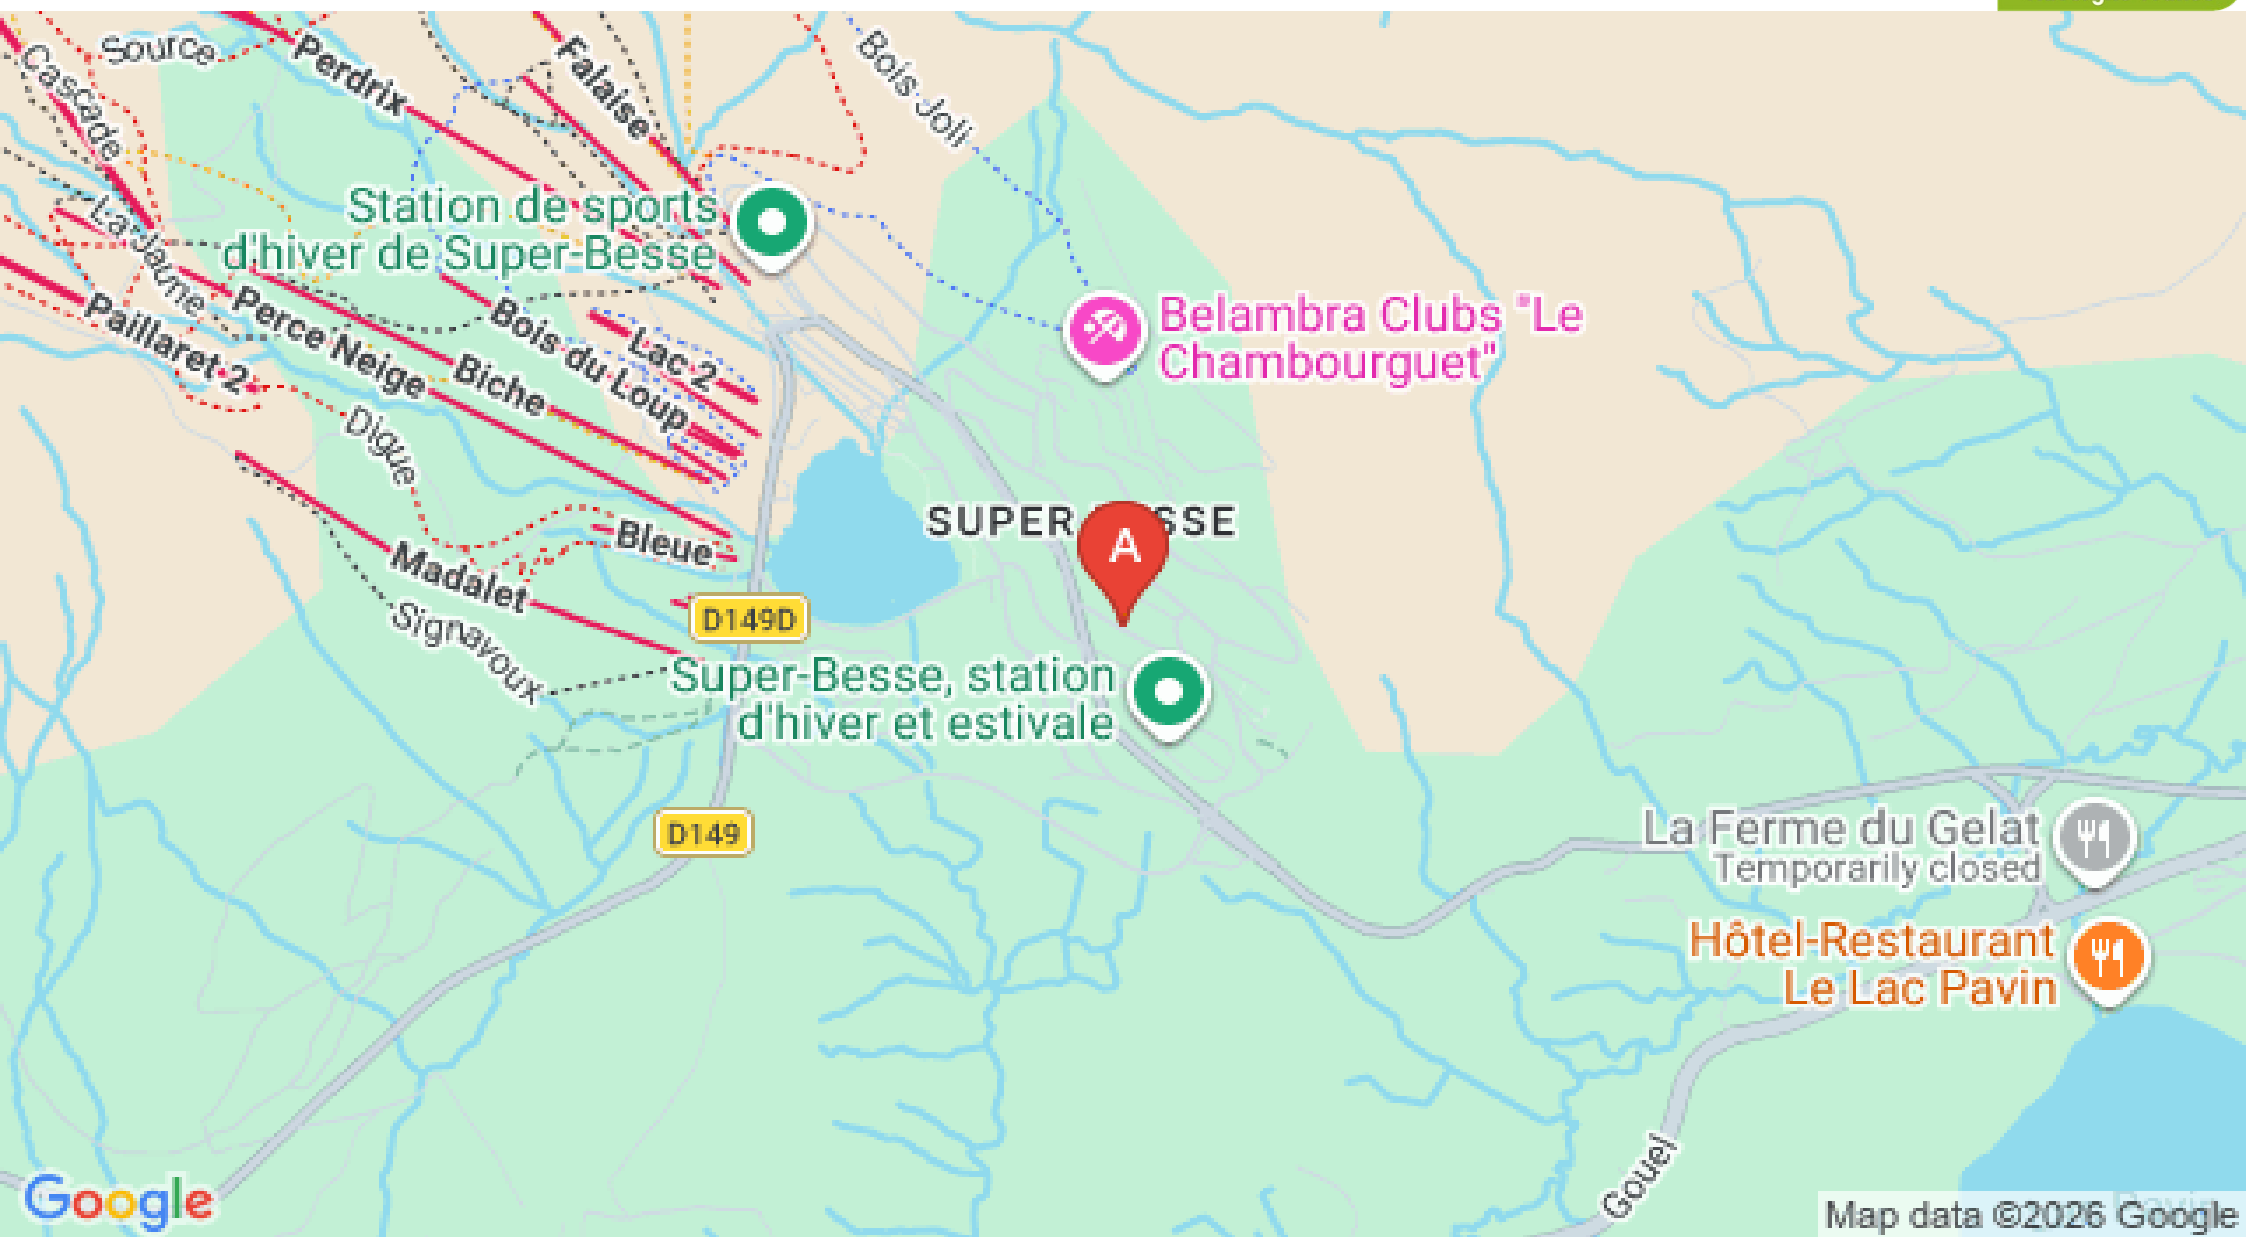 Source
Cascade
Perdrix
Falaise
Bois Joli
Station de sports
d'hiver de Super-Besse
La Jaune
Paillaret 2
Perce Neige
Biche
Bois du Loup
Lac 2
Belambra Clubs "Le
Chambourguet"
Digue
SUPER
SSE
A
Bleue
Madalet
Signavoux
D149D
Super-Besse, station
d'hiver et estivale
D149
La Ferme du Gelat
Temporarily closed
Hôtel-Restaurant
Le Lac Pavin
Gouel
Pavin
Google
Map data ©2026 Google